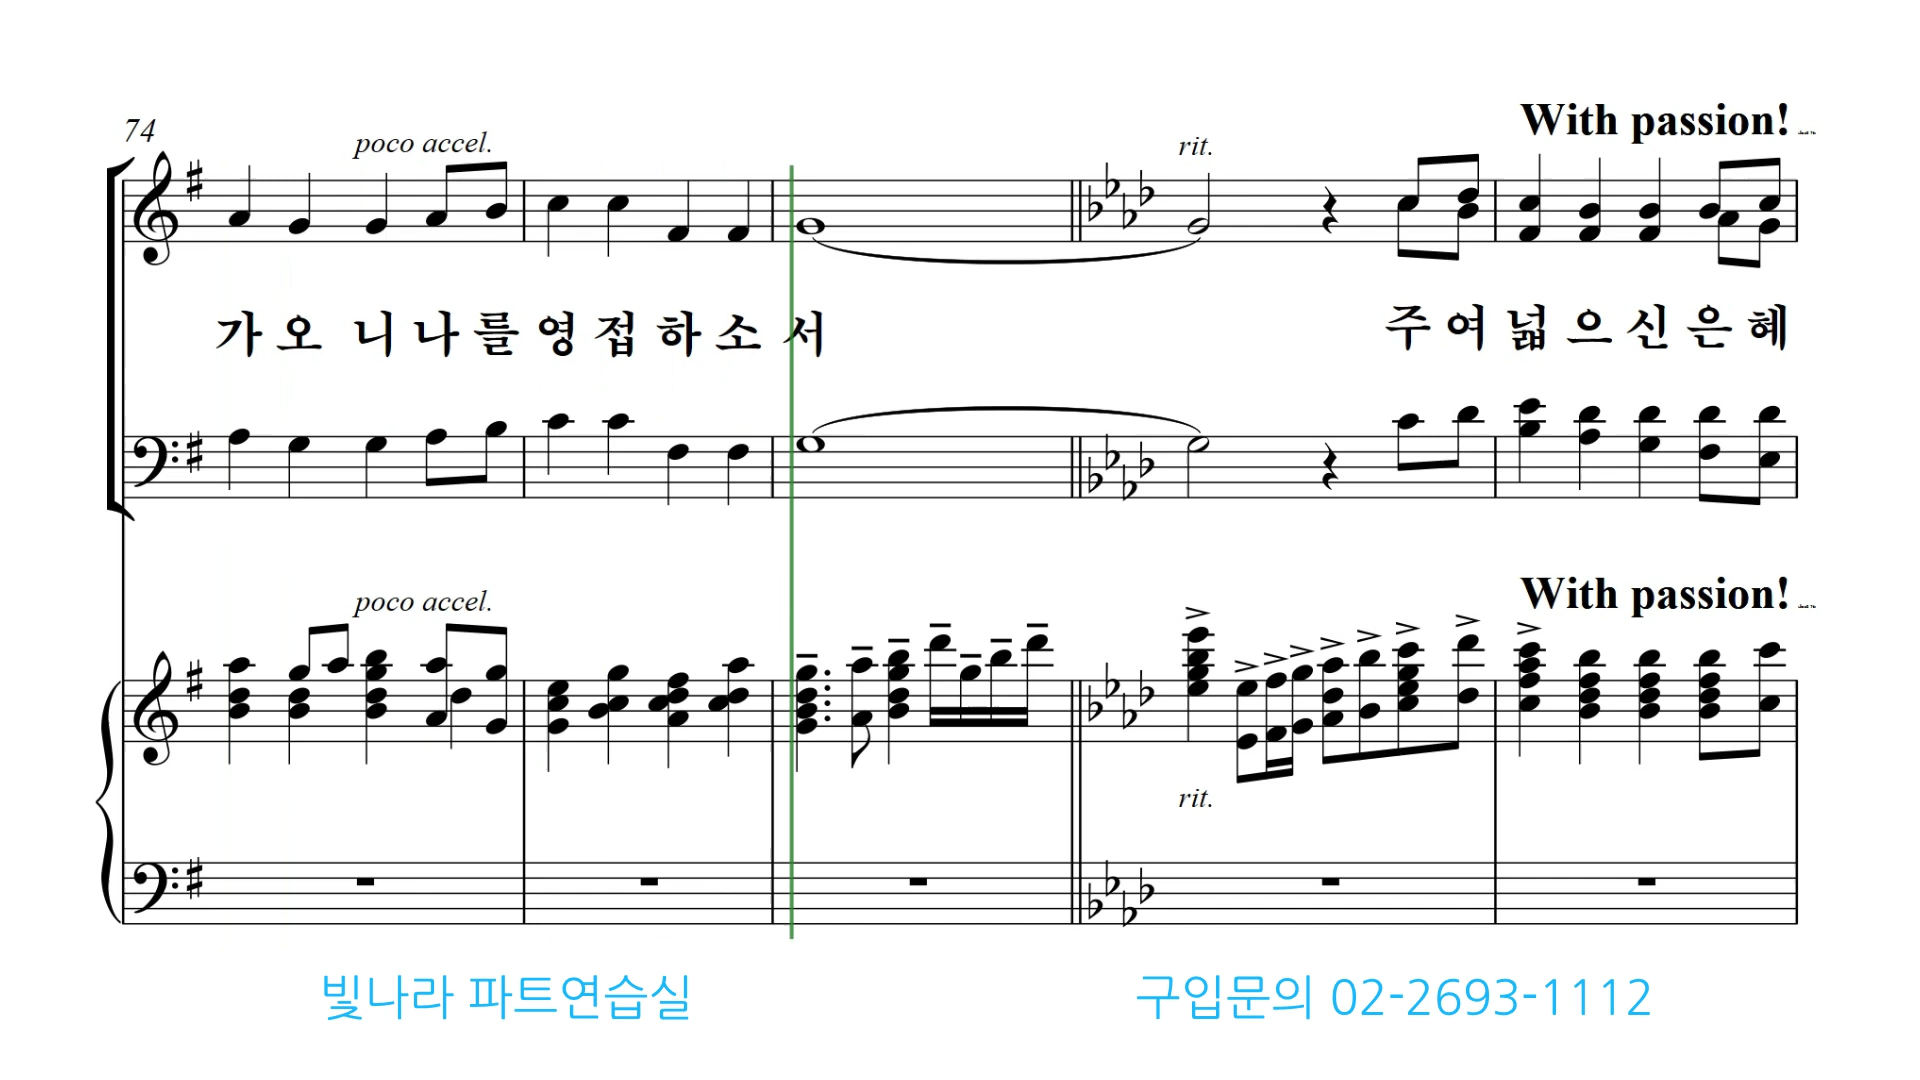 74
poco accel.
rit.
With passion!
가 오 니 나 를 영 접 하 소 서 주 여 넓 으 신 은 혜
poco accel.
With passion!
rit.
빛나라 파트연습실 구입문의 02-2693-1112